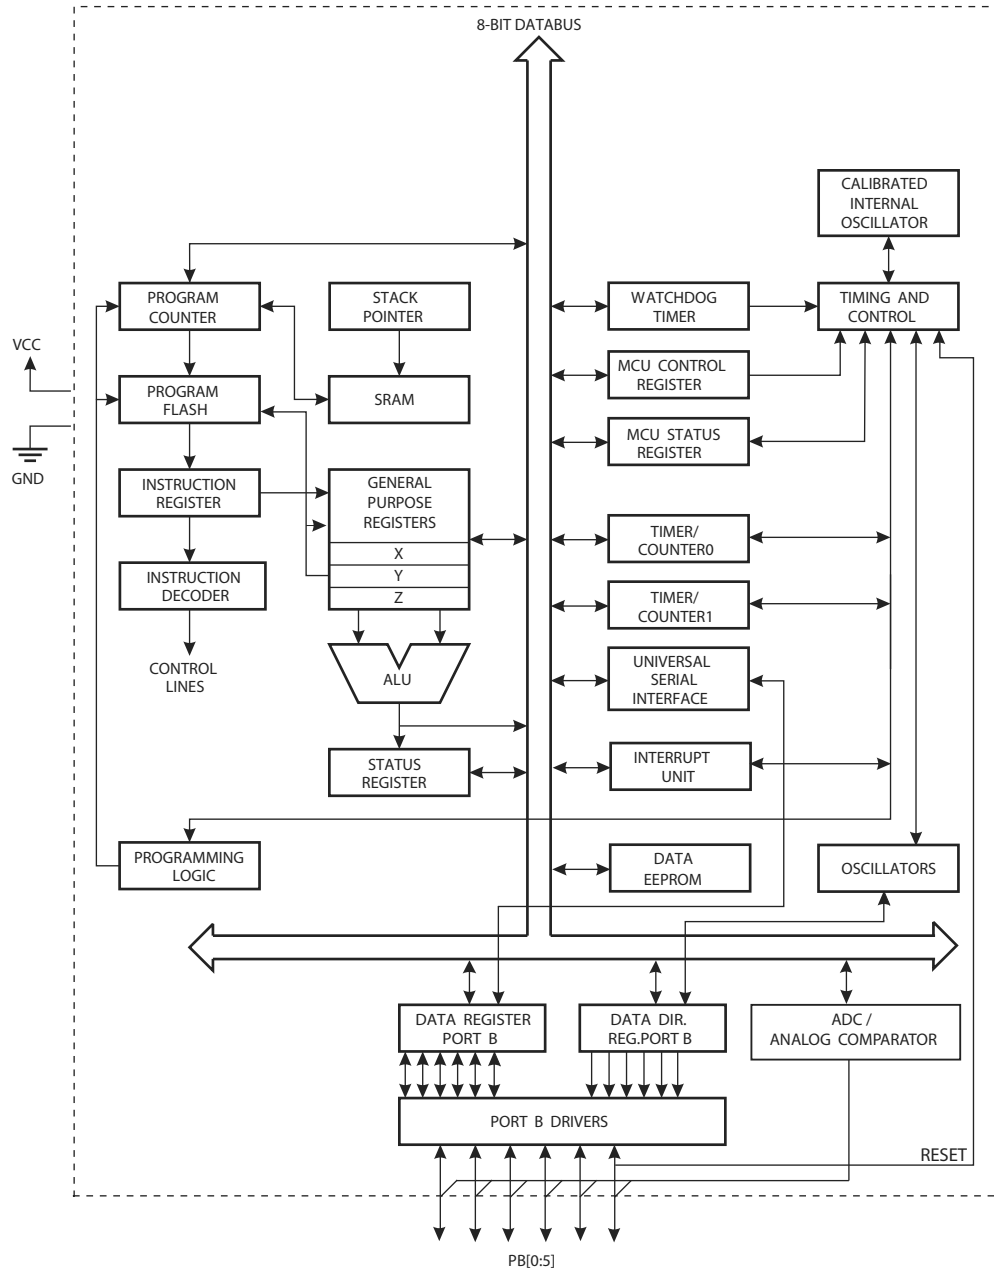 8-BIT DATABUS
CALIBRATED
INTERNAL
OSCILLATOR
PROGRAM
COUNTER
STACK
POINTER
WATCHDOG
TIMER
TIMING AND
CONTROL
VCC
PROGRAM
FLASH
SRAM
MCU CONTROL
REGISTER
MCU STATUS
REGISTER
GND
INSTRUCTION
REGISTER
GENERAL
PURPOSE
REGISTERS
X
Y
Z
TIMER/
COUNTER0
INSTRUCTION
DECODER
TIMER/
COUNTER1
CONTROL
LINES
ALU
UNIVERSAL
SERIAL
INTERFACE
STATUS
REGISTER
INTERRUPT
UNIT
PROGRAMMING
LOGIC
DATA
EEPROM
OSCILLATORS
DATA REGISTER
PORT B
DATA DIR.
REG.PORT B
ADC /
ANALOG COMPARATOR
PORT B DRIVERS
RESET
PB[0:5]